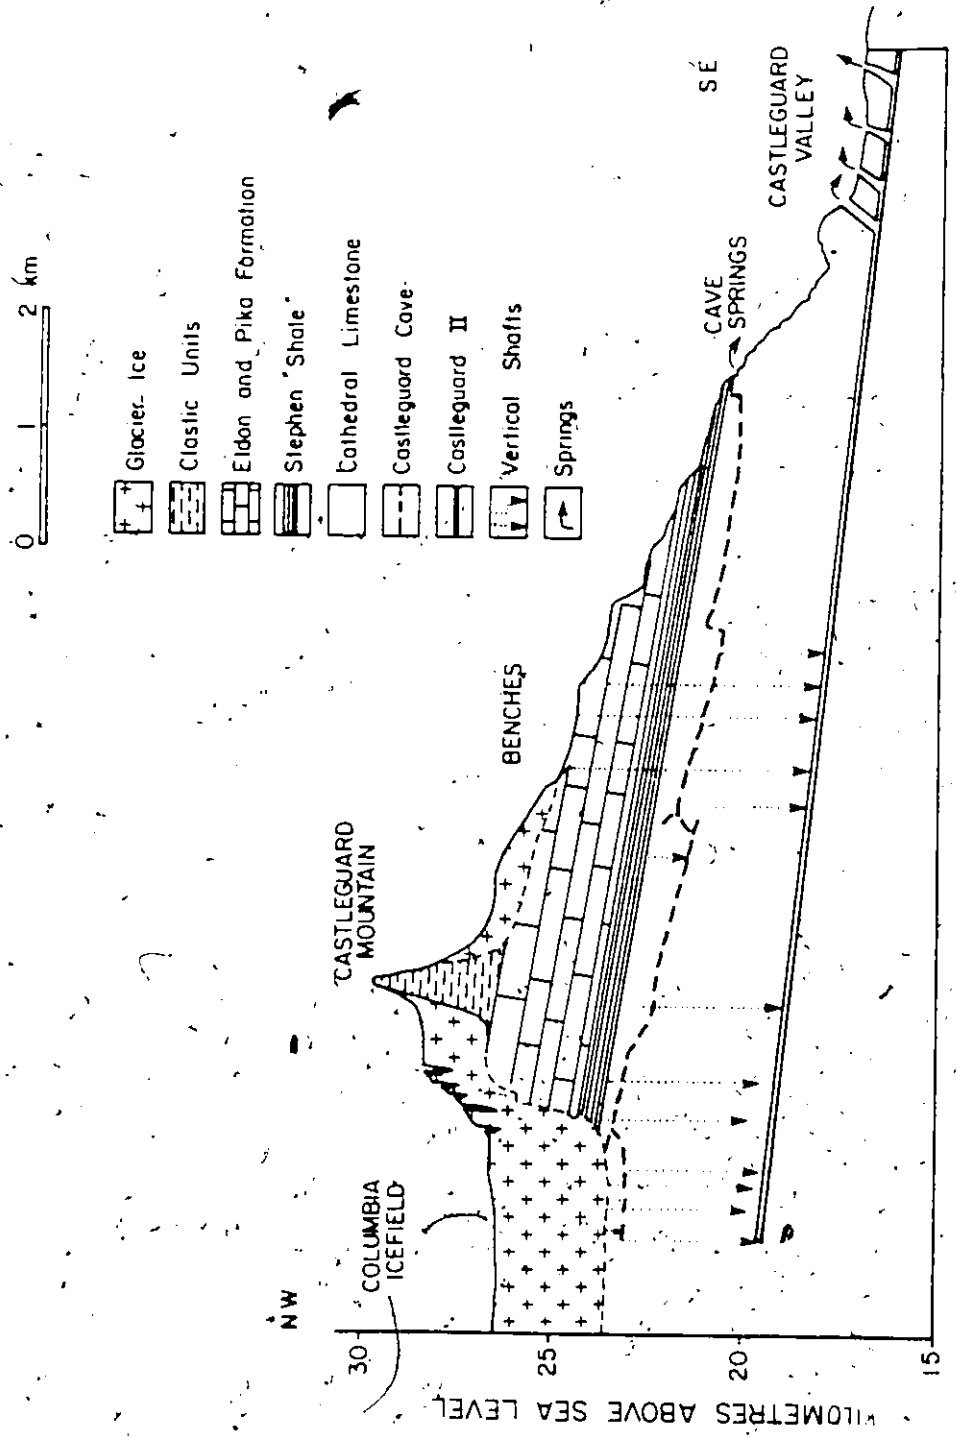 0 1 2 km
Glacier Ice
Clastic Units
Eldon and Pika Formation
Stephen "Shale"
Cathedral Limestone
Castleguard Cave
Castleguard II
Vertical Shafts
Springs
NW
SE
COLUMBIA
ICEFIELD
CASTLEGUARD
MOUNTAIN
BENCHES
CAVE
SPRINGS
CASTLEGUARD
VALLEY
30
25
20
15
KILOMETRES ABOVE SEA LEVEL